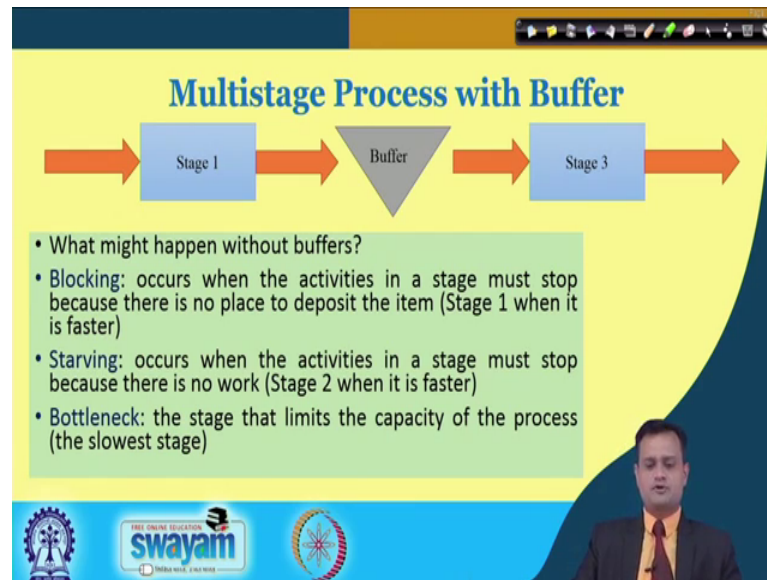 Multistage Process with Buffer
Stage 1
Buffer
Stage 3
• What might happen without buffers?
• Blocking: occurs when the activities in a stage must stop
because there is no place to deposit the item (Stage 1 when it
is faster)
• Starving: occurs when the activities in a stage must stop
because there is no work (Stage 2 when it is faster)
• Bottleneck: the stage that limits the capacity of the process
(the slowest stage)
FREE ONLINE EDUCATION
swayam